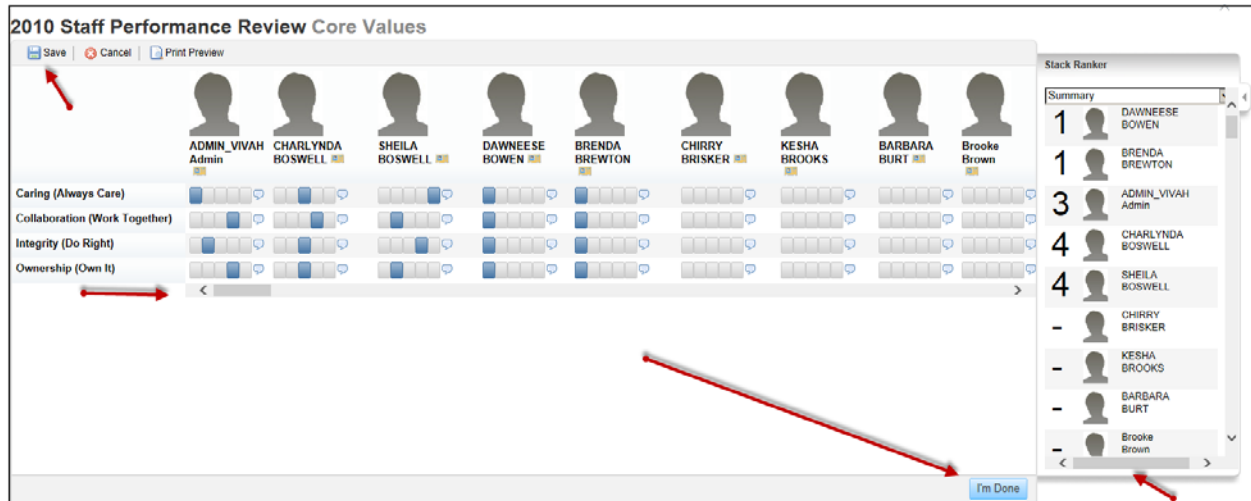 2010 Staff Performance Review Core Values
Save
Cancel
Print Preview
ADMIN_VIVAH
Admin
CHARLYNDA
BOSWELL
SHEILA
BOSWELL
DAWNEESE
BOWEN
BRENDA
BREWTON
CHIRRY
BRISKER
KESHA
BROOKS
BARBARA
BURT
Brooke
Brown
Caring (Always Care)
Collaboration (Work Together)
Integrity (Do Right)
Ownership (Own It)
I'm Done
Stack Ranker
Summary
1 DAWNEESE
BOWEN
1 BRENDA
BREWTON
3 ADMIN_VIVAH
Admin
4 CHARLYNDA
BOSWELL
4 SHEILA
BOSWELL
- CHIRRY
BRISKER
- KESHA
BROOKS
- BARBARA
BURT
- Brooke
Brown